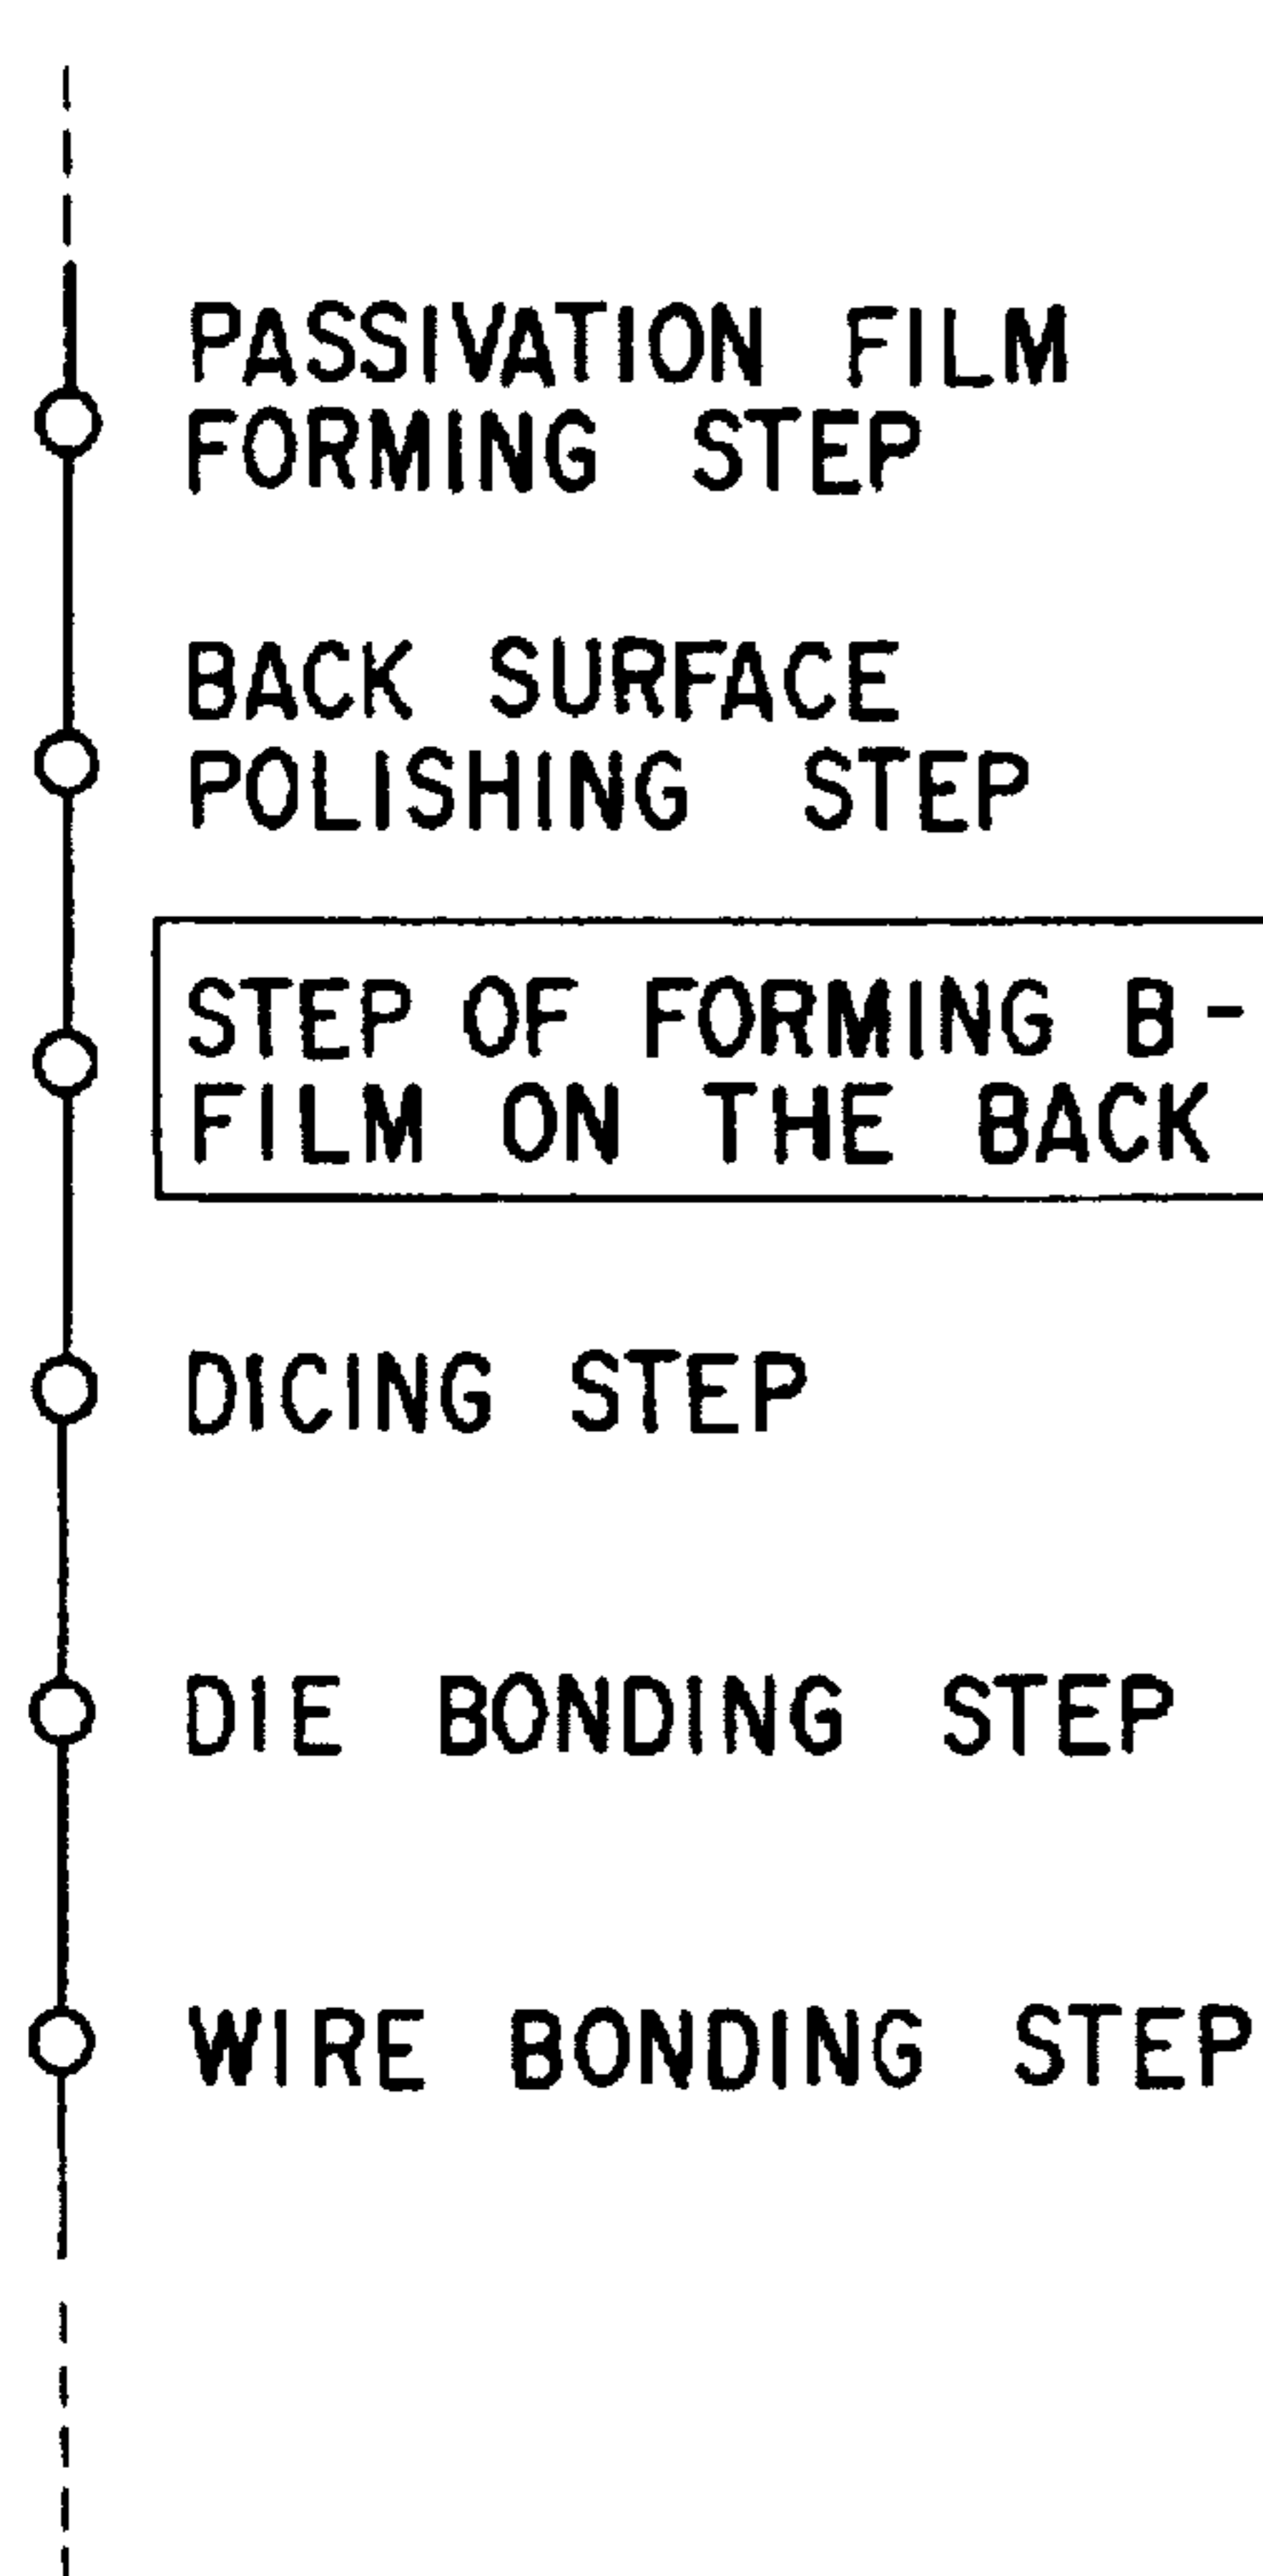 PASSIVATION FILM
FORMING STEP
BACK SURFACE
POLISHING STEP
STEP OF FORMING B-
FILM ON THE BACK
DICING STEP
DIE BONDING STEP
WIRE BONDING STEP